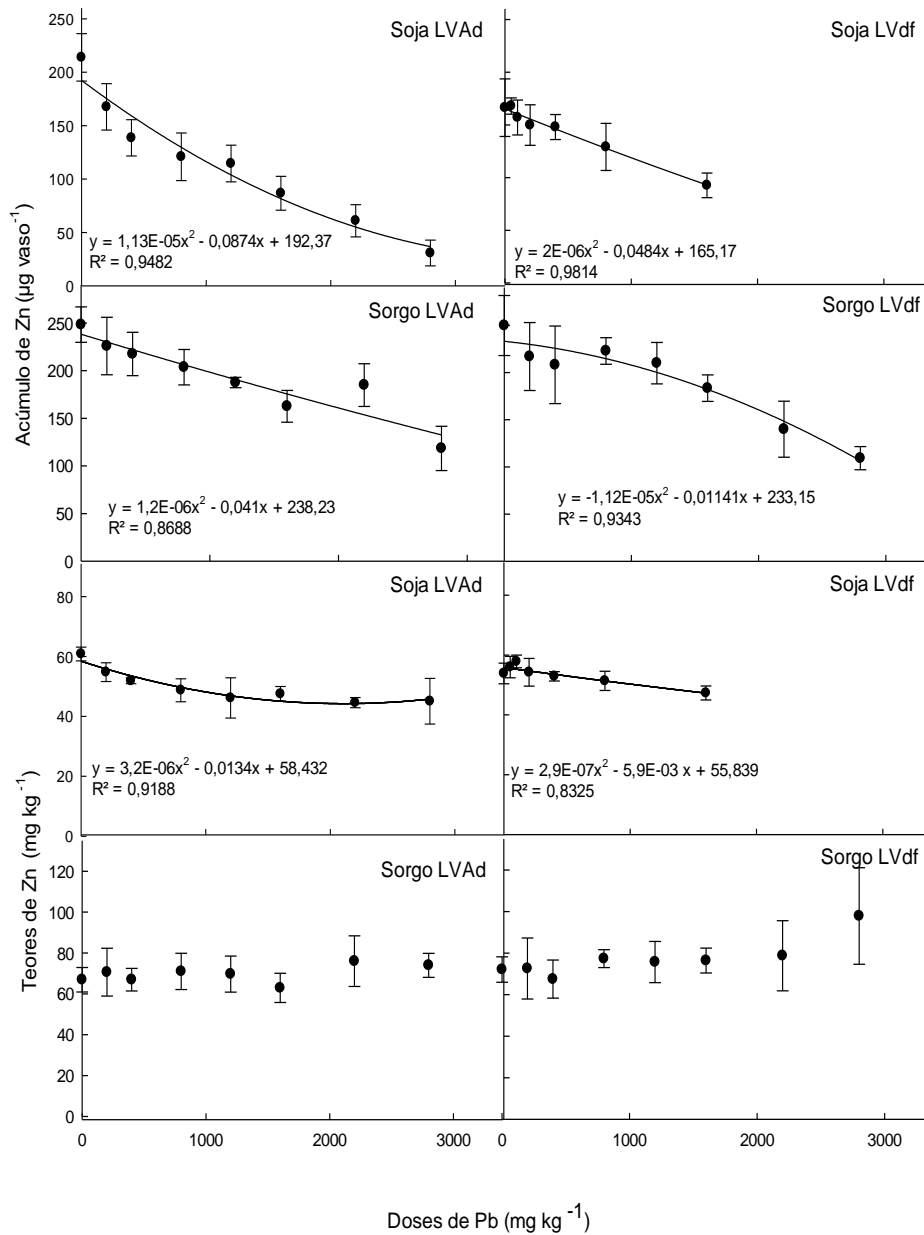 Soja LVAd
Soja LVdf
250
200
150
100
50
0
y = 1,13E-05x² - 0,0874x + 192,37
R² = 0,9482
y = 2E-06x² - 0,0484x + 165,17
R² = 0,9814
Acúmulo de Zn (µg vaso⁻¹)
Sorgo LVAd
Sorgo LVdf
250
200
150
100
50
0
y = 1,2E-06x² - 0,041x + 238,23
R² = 0,8688
y = -1,12E-05x² - 0,01141x + 233,15
R² = 0,9343
Soja LVAd
Soja LVdf
80
60
40
20
0
y = 3,2E-06x² - 0,0134x + 58,432
R² = 0,9188
y = 2,9E-07x² - 5,9E-03 x + 55,839
R² = 0,8325
Teores de Zn (mg kg⁻¹)
Sorgo LVAd
Sorgo LVdf
120
100
80
60
40
20
0
0 1000 2000 3000
0 1000 2000 3000
Doses de Pb (mg kg ⁻¹)